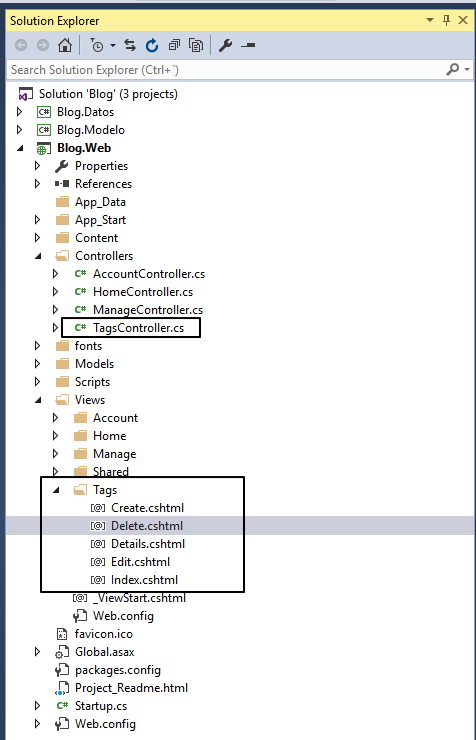 Solution Explorer
Search Solution Explorer (Ctrl+`)
Solution 'Blog' (3 projects)
Blog.Datos
Blog.Modelo
Blog.Web
Properties
References
App_Data
App_Start
Content
Controllers
AccountController.cs
HomeController.cs
ManageController.cs
TagsController.cs
fonts
Models
Scripts
Views
Account
Home
Manage
Shared
Tags
Create.cshtml
Delete.cshtml
Details.cshtml
Edit.cshtml
Index.cshtml
_ViewStart.cshtml
Web.config
favicon.ico
Global.asax
packages.config
Project_Readme.html
Startup.cs
Web.config